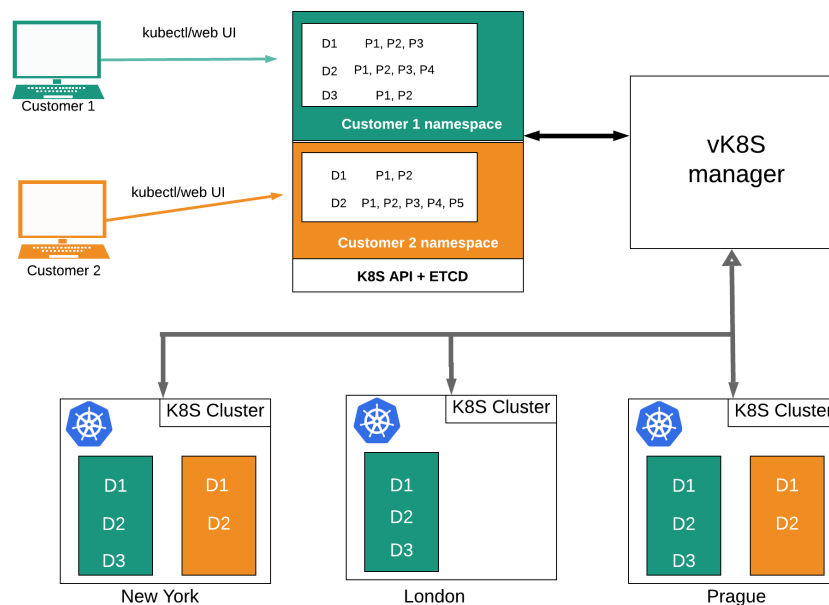 kubectl/web UI
Customer 1
D1 P1, P2, P3
D2 P1, P2, P3, P4
D3 P1, P2
Customer 1 namespace
vK8S
manager
kubectl/web UI
Customer 2
D1 P1, P2
D2 P1, P2, P3, P4, P5
Customer 2 namespace
K8S API + ETCD
K8S Cluster
D1
D2
D3
D1
D2
New York
K8S Cluster
D1
D2
D3
London
K8S Cluster
D1
D2
D3
D1
D2
Prague